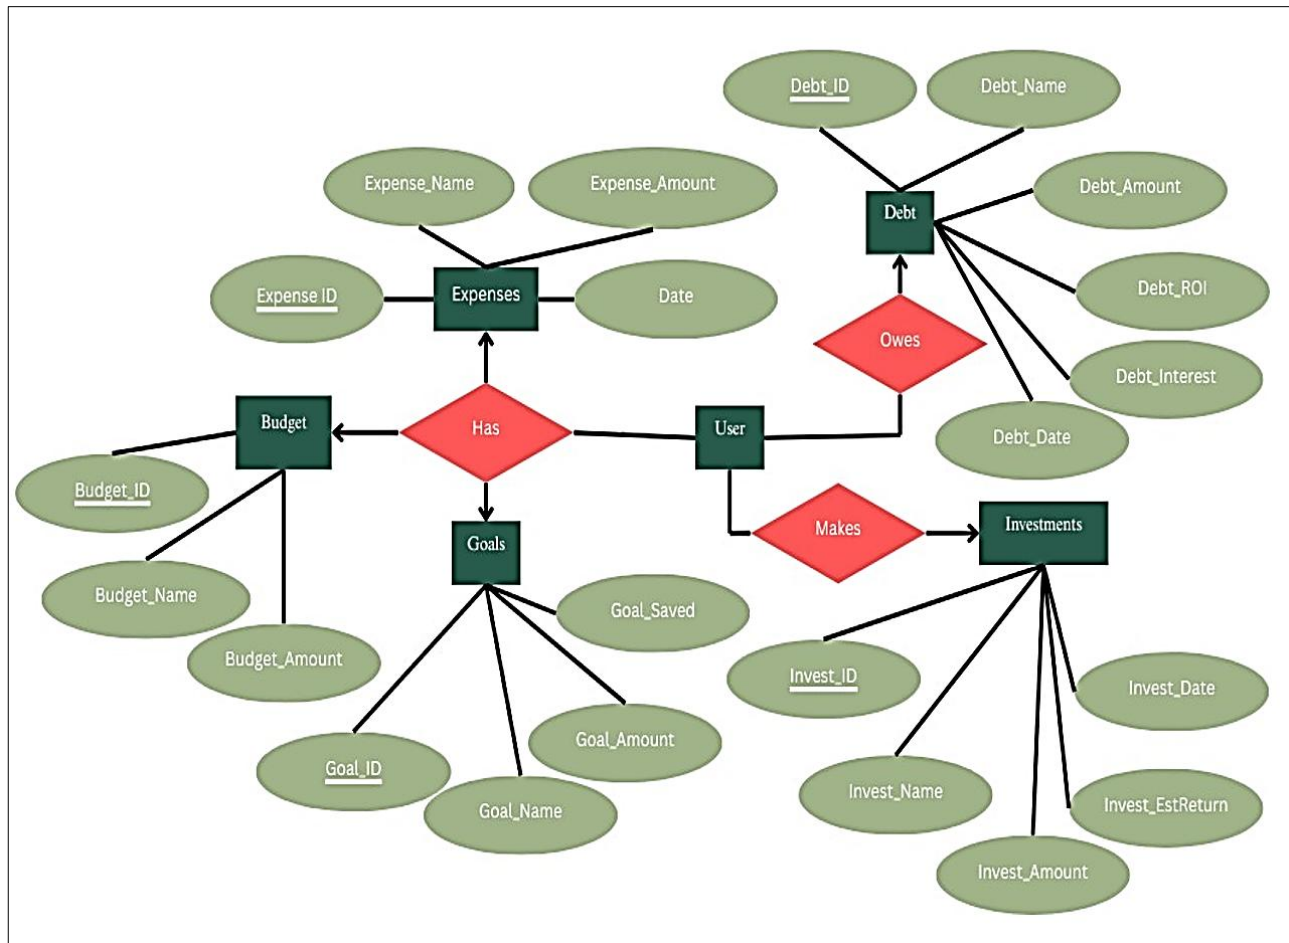 Debt_ID
Debt_Name
Expense_Name
Expense_Amount
Debt_Amount
Debt
Expense ID
Expenses
Date
Debt_ROI
Owes
Debt_Interest
Budget
Has
User
Debt_Date
Budget_ID
Makes
Investments
Goals
Budget_Name
Goal_Saved
Budget_Amount
Invest_ID
Invest_Date
Goal_ID
Goal_Amount
Goal_Name
Invest_Name
Invest_EstReturn
Invest_Amount